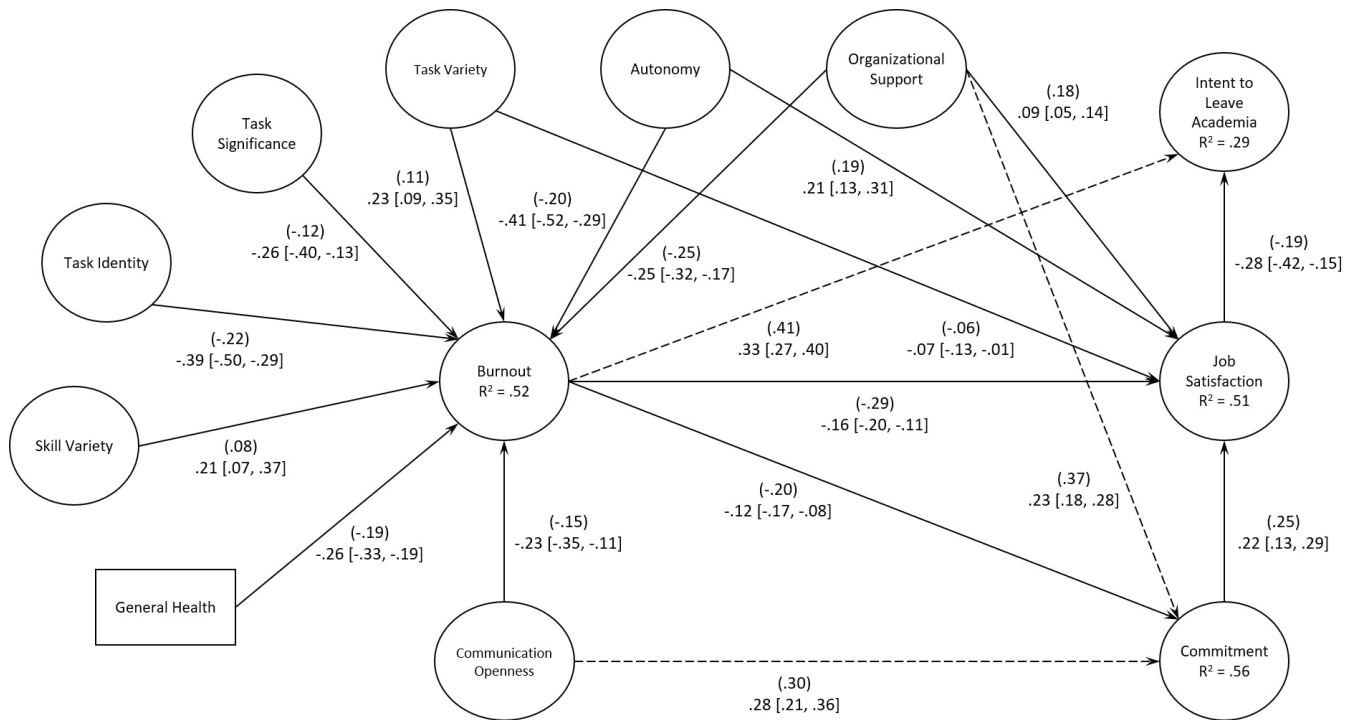 Task Variety
Autonomy
Organizational
Support
Intent to
Leave
Academia
R² = .29
Task
Significance
(.18)
.09 [.05, .14]
(.11)
.23 [.09, .35]
(-.20)
-.41 [-.52, -.29]
(.19)
.21 [.13, .31]
(-.12)
-.26 [-.40, -.13]
Task Identity
(-.25)
-.25 [-.32, -.17]
(-.19)
-.28 [-.42, -.15]
(-.22)
-.39 [-.50, -.29]
(.41)
.33 [.27, .40]
(-.06)
-.07 [-.13, -.01]
Burnout
R² = .52
Job
Satisfaction
R² = .51
(-.29)
-.16 [-.20, -.11]
Skill Variety
(.08)
.21 [.07, .37]
(-.20)
-.12 [-.17, -.08]
(.37)
.23 [.18, .28]
(-.19)
-.26 [-.33, -.19]
(-.15)
-.23 [-.35, -.11]
(.25)
.22 [.13, .29]
General Health
Communication
Openness
Commitment
R² = .56
(.30)
.28 [.21, .36]